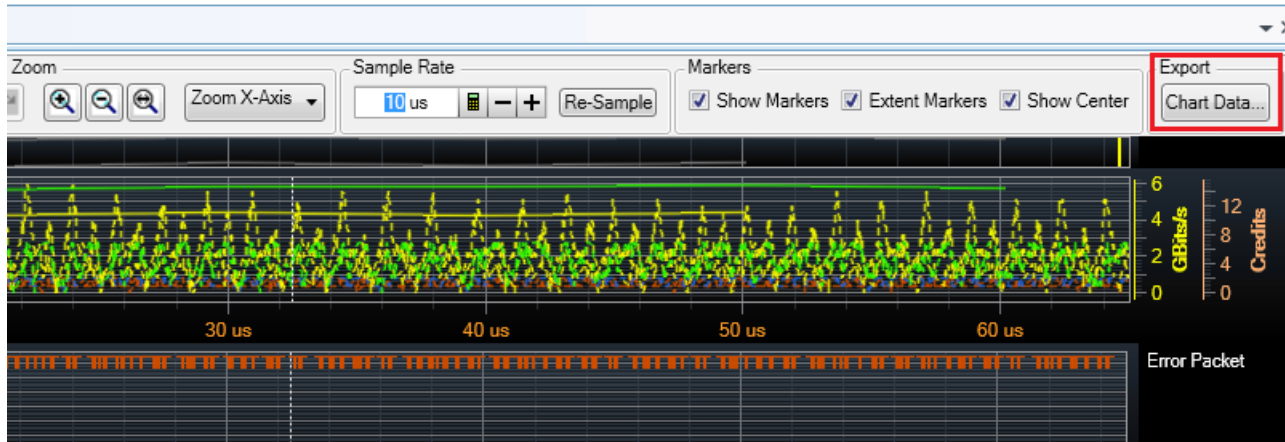 Zoom
Sample Rate
Markers
Export
Zoom X-Axis
10 us
Re-Sample
Show Markers
Extent Markers
Show Center
Chart Data...
6
4
2
0
GBits/s
12
8
4
0
Credits
30 us
40 us
50 us
60 us
Error Packet